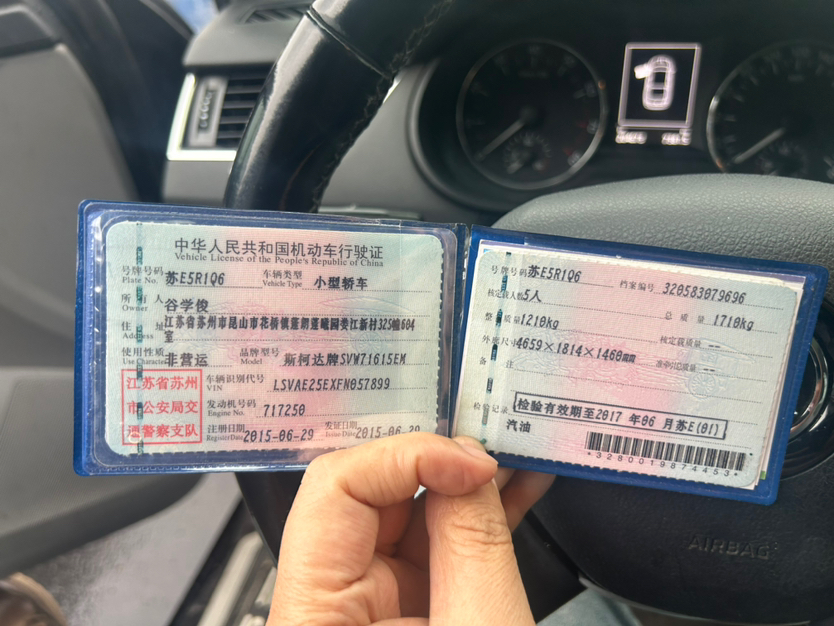 中华人民共和国机动车行驶证
Vehicle License of the People's Republic of China
号牌号码 苏E5R1Q6 车辆类型 小型轿车
Plate No. Vehicle Type
所有人 谷学俊
Owner
住址 江苏省苏州市昆山市花桥镇蓬朗蓬曦园娄江新村325幢604
Address 室
使用性质 非营运 品牌型号 斯柯达牌SVW71615EM
Use Character Model
江苏省苏州
市公安局交
通警察支队
车辆识别代号 LSVAE25EXFN057899
VIN
发动机号码 717250
Engine No.
注册日期 2015-06-29 发证日期 2015-06-29
Register Date Issue Date
号牌号码 苏E5R1Q6 档案编号 320583079696
核定载人数 5人 总质量 1710kg
整备质量 1210kg 核定载质量 --
外廓尺寸 4659×1814×1460mm 准牵引总质量 --
备注
检验记录 检验有效期至2017年06月苏E(01)
汽油
*3280019874453*
AIRBAG